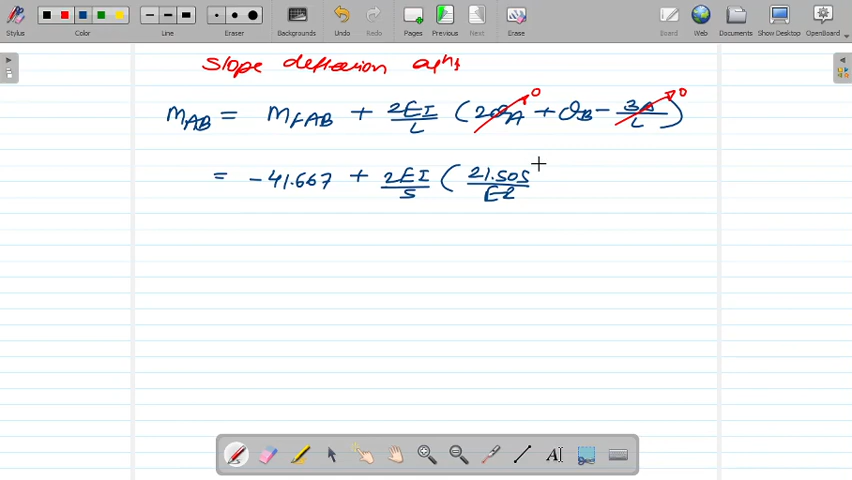 Stylus Color Line Eraser Backgrounds Undo Redo Pages Previous Next Erase Board Web Documents Show Desktop OpenBoard
Slope deflection eqns
MAB = MFAB + 2EI/L (2θA 0 + θB - 3Δ/L 0)
= -41.667 + 2EI/5 (21.505/EI